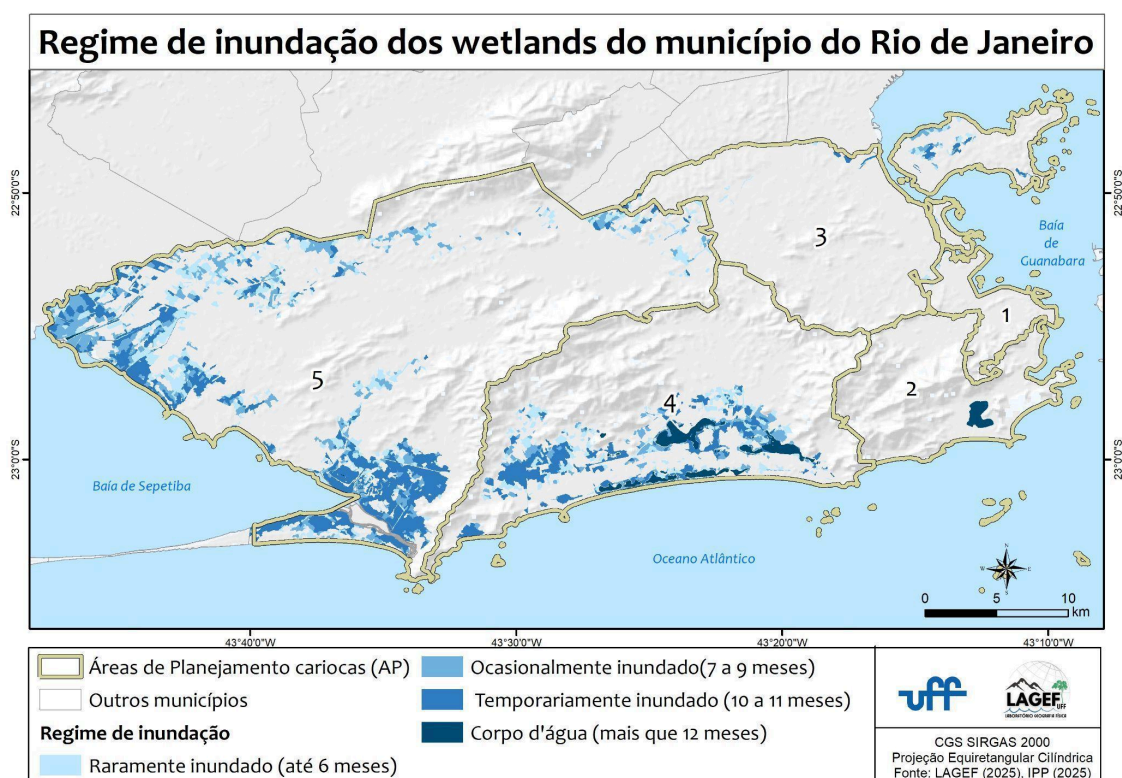 Regime de inundação dos wetlands do município do Rio de Janeiro
22°50'0"S
22°50'0"S
3
Baía
de
Guanabara
1
5
4
2
23°0'0"S
23°0'0"S
Baía de Sepetiba
Oceano Atlântico
N
W
E
S
0 5 10
km
43°40'0"W
43°30'0"W
43°20'0"W
43°10'0"W
Áreas de Planejamento cariocas (AP)
Outros municípios
Regime de inundação
Raramente inundado (até 6 meses)
Ocasionalmente inundado(7 a 9 meses)
Temporariamente inundado (10 a 11 meses)
Corpo d'água (mais que 12 meses)
uff
LAGEF
UFF
LABORATÓRIO GEOGRAFIA FÍSICA
CGS SIRGAS 2000
Projeção Equiretangular Cilíndrica
Fonte: LAGEF (2025), IPP (2025)